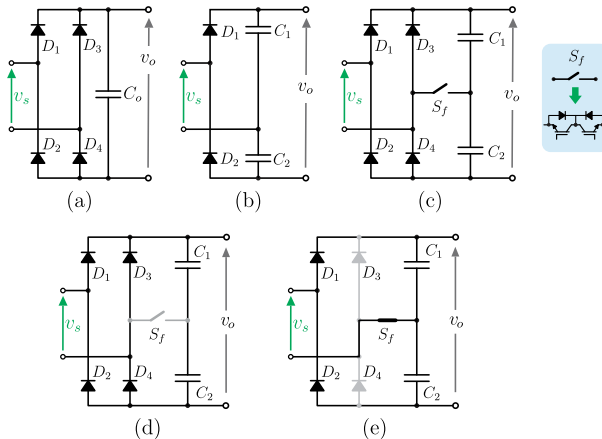 D1 D3
vs Co vo
D2 D4
(a)
D1 C1
vs vo
D2 C2
(b)
D1 D3 C1
vs Sf vo
D2 D4 C2
(c)
Sf
D1 D3 C1
vs Sf vo
D2 D4 C2
(d)
D1 D3 C1
vs Sf vo
D2 D4 C2
(e)